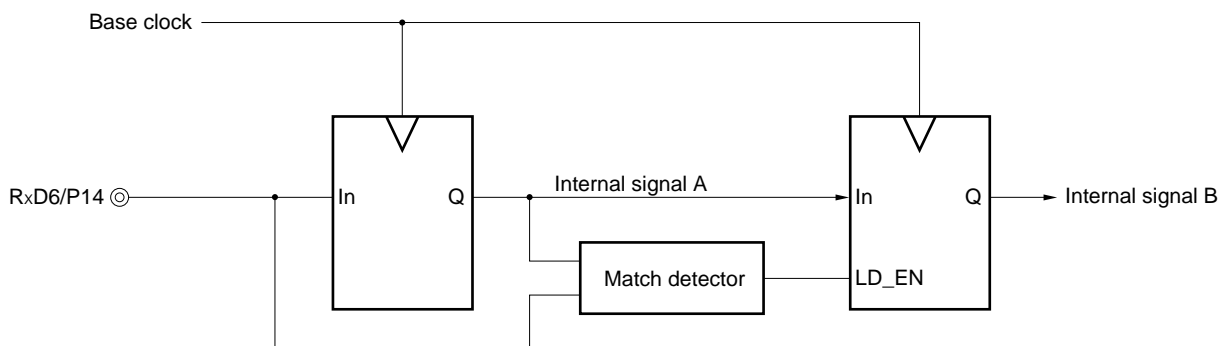 Base clock
RxD6/P14
In
Q
Internal signal A
In
Q
Internal signal B
Match detector
LD_EN